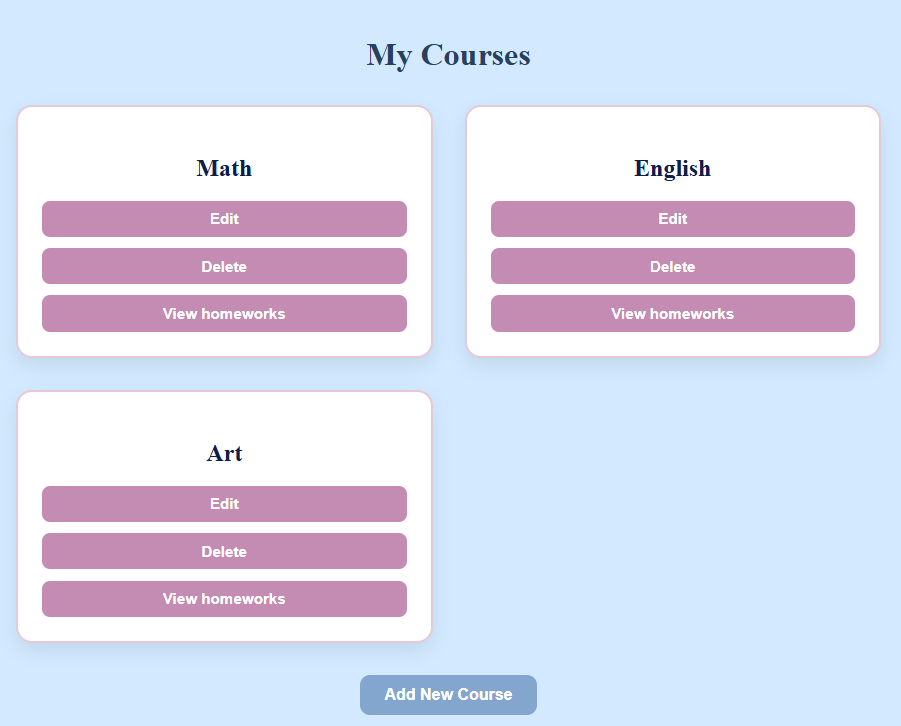 My Courses
Math
Edit
Delete
View homeworks
English
Edit
Delete
View homeworks
Art
Edit
Delete
View homeworks
Add New Course